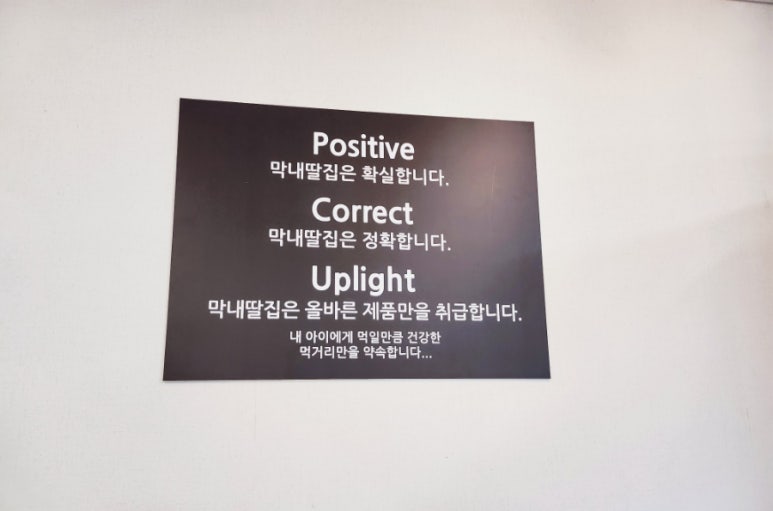 Positive
막내딸집은 확실합니다.
Correct
막내딸집은 정확합니다.
Uplight
막내딸집은 올바른 제품만을 취급합니다.
내 아이에게 먹일만큼 건강한
먹거리만을 약속합니다...